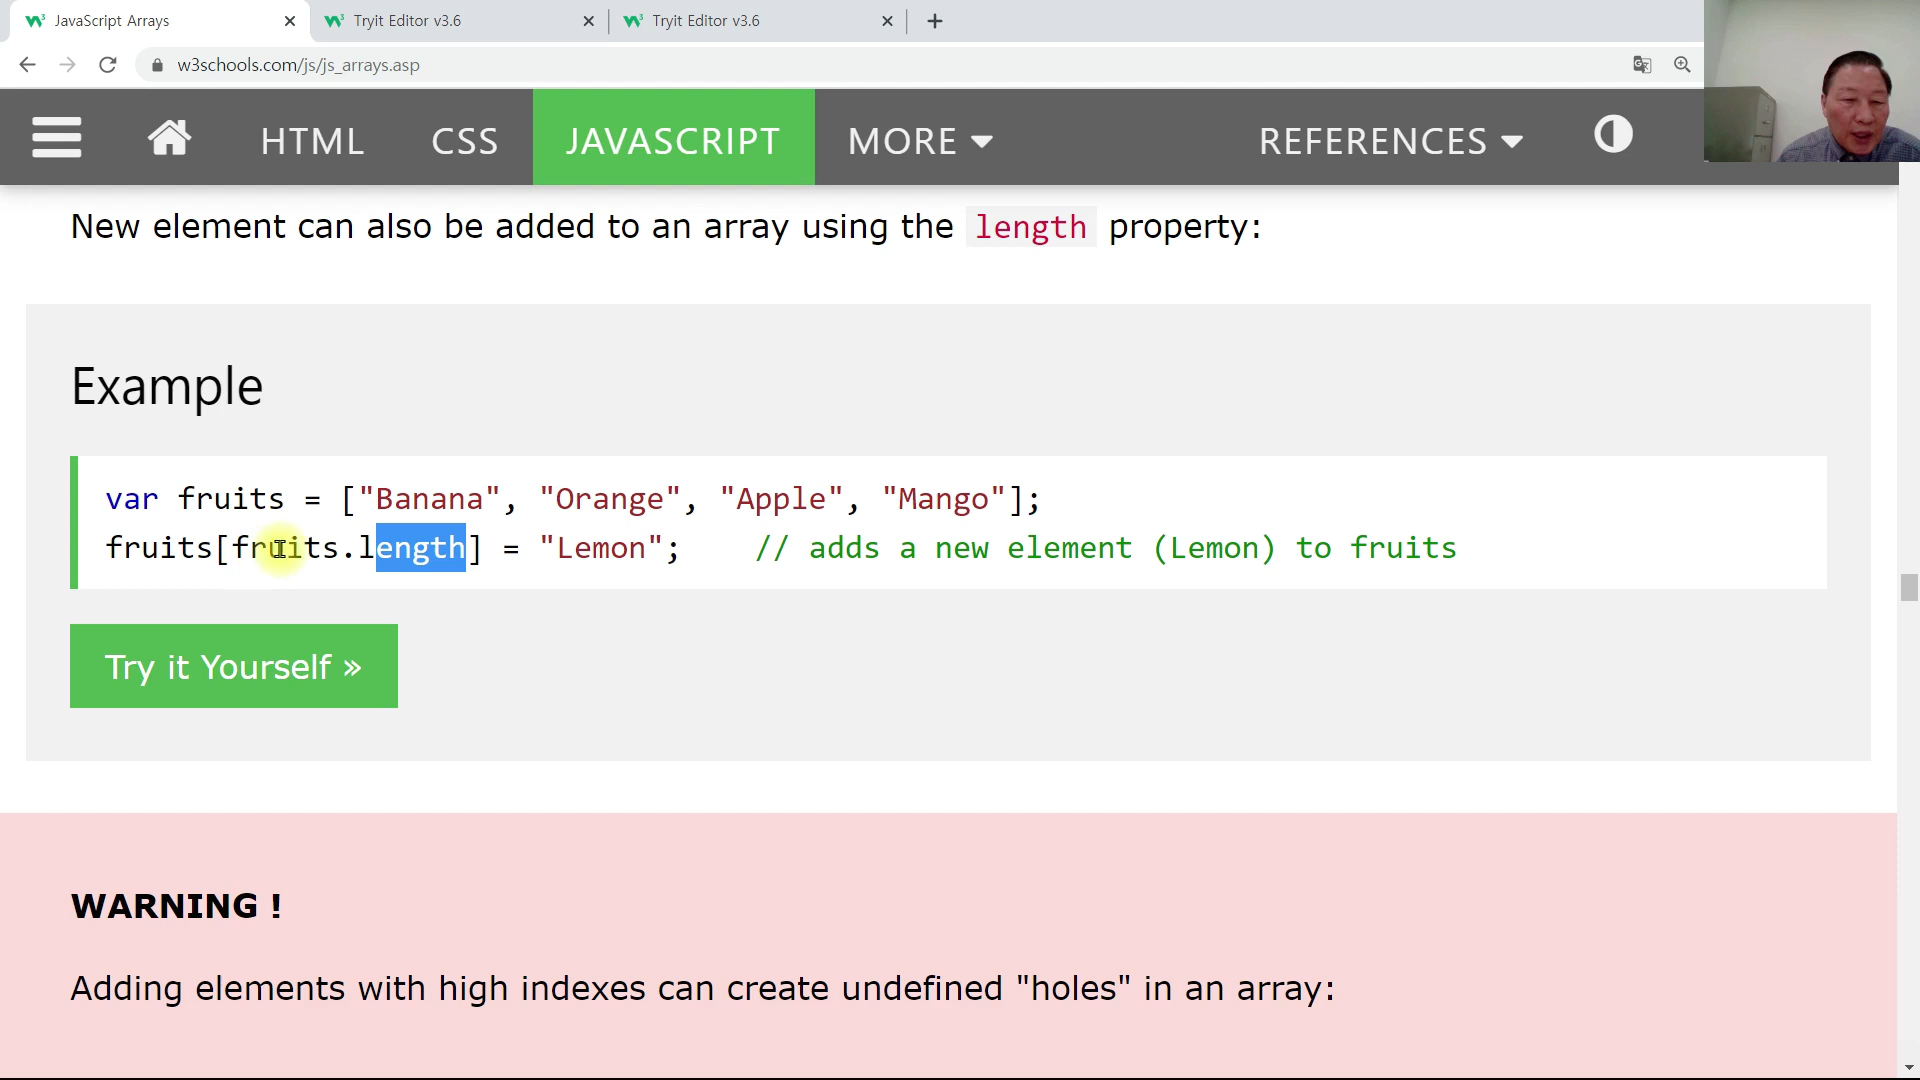 JavaScript Arrays
Tryit Editor v3.6
Tryit Editor v3.6
w3schools.com/js/js_arrays.asp
HTML CSS JAVASCRIPT MORE REFERENCES
New element can also be added to an array using the length property:
Example
var fruits = ["Banana", "Orange", "Apple", "Mango"];
fruits[fruits.length] = "Lemon";    // adds a new element (Lemon) to fruits
Try it Yourself »
WARNING !
Adding elements with high indexes can create undefined "holes" in an array: